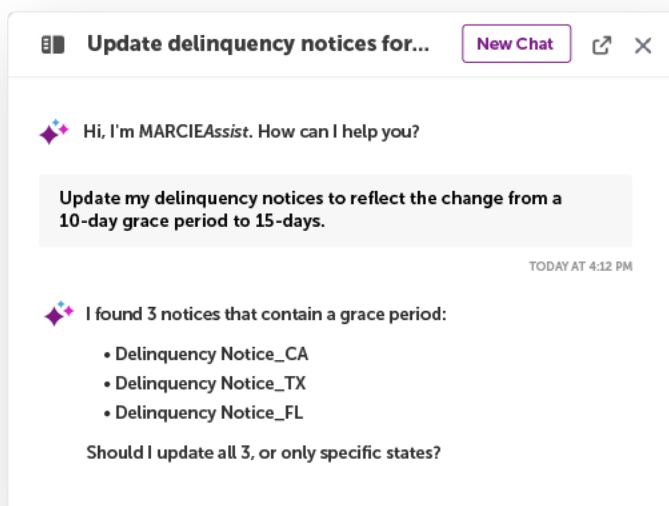 Update delinquency notices for...
New Chat
Hi, I'm MARCIEAssist. How can I help you?
Update my delinquency notices to reflect the change from a
10-day grace period to 15-days.
TODAY AT 4:12 PM
I found 3 notices that contain a grace period:
• Delinquency Notice_CA
• Delinquency Notice_TX
• Delinquency Notice_FL
Should I update all 3, or only specific states?